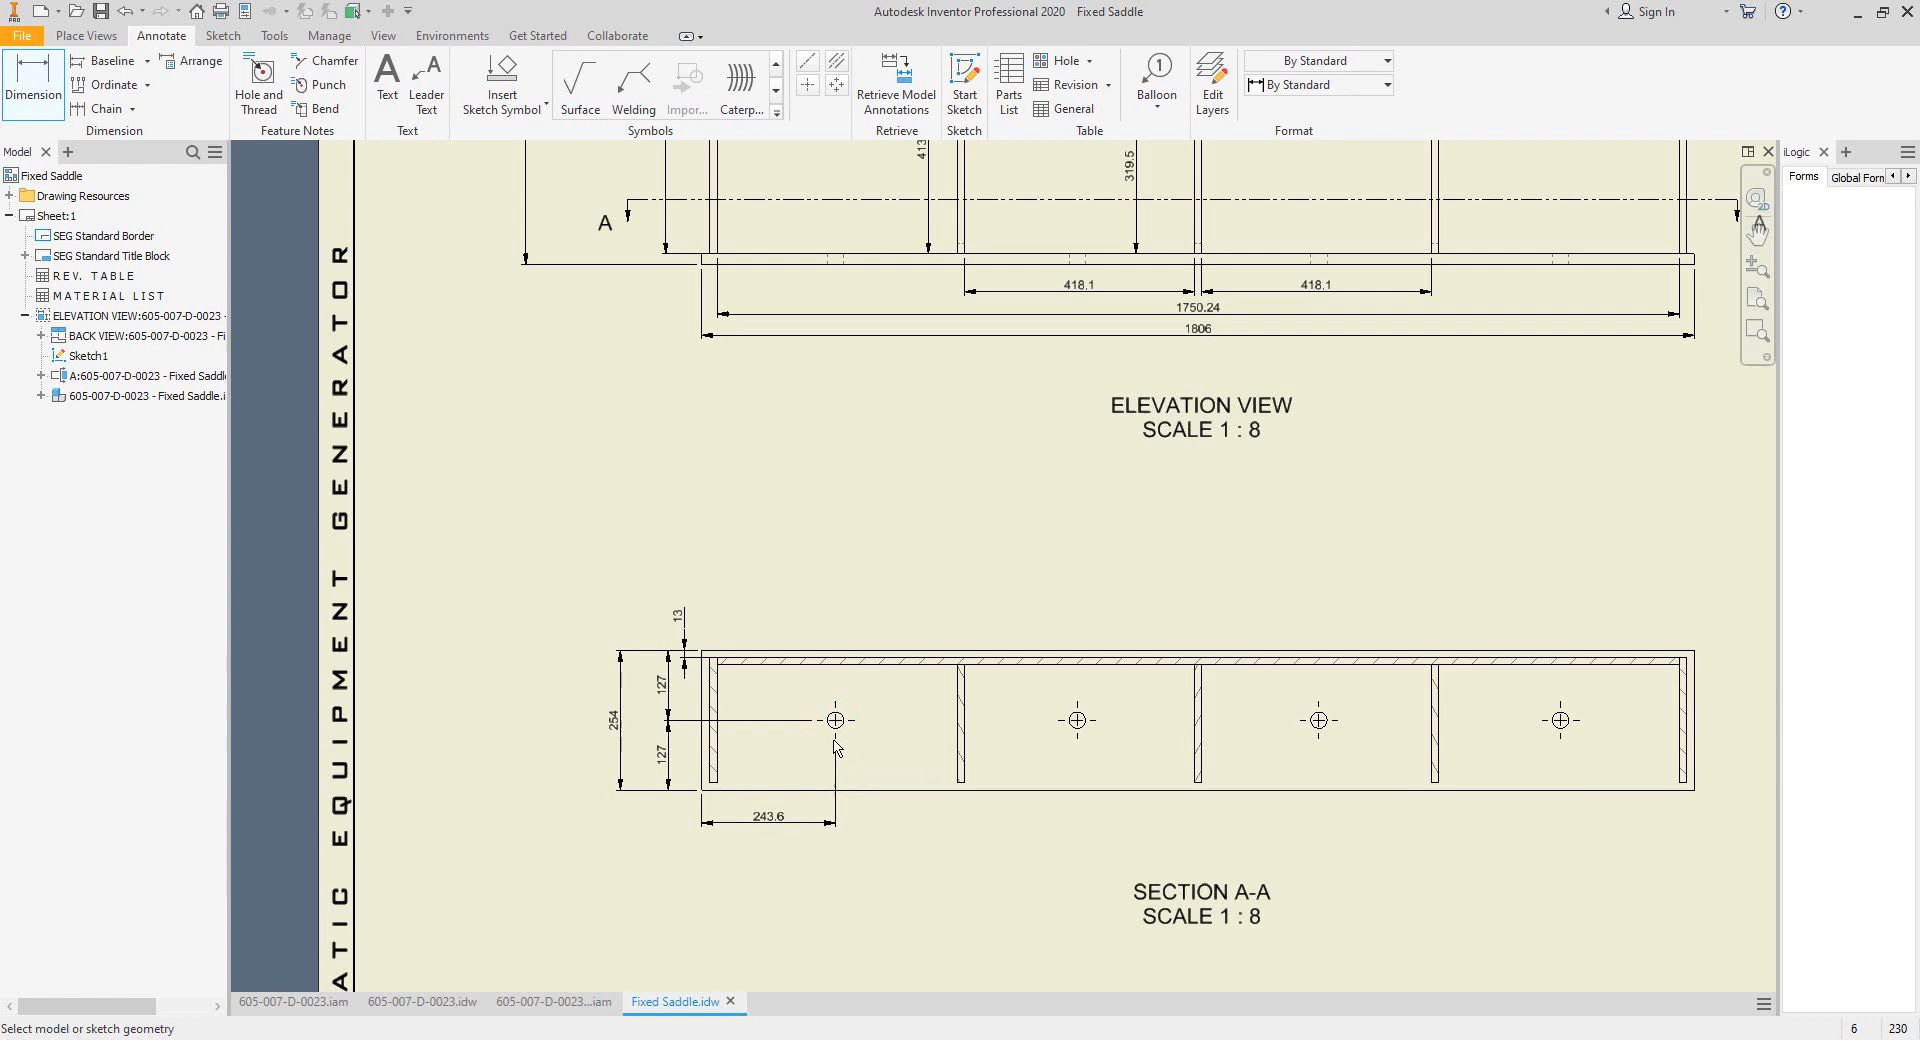 PRO
Autodesk Inventor Professional 2020 Fixed Saddle
Sign In
File Place Views Annotate Sketch Tools Manage View Environments Get Started Collaborate
Dimension
Baseline
Ordinate
Chain
Arrange
Dimension
Hole and
Thread
Chamfer
Punch
Bend
Feature Notes
Text
Leader
Text
Text
Insert
Sketch Symbol
Surface
Welding
Impor...
Caterp...
Symbols
Retrieve Model
Annotations
Retrieve
Start
Sketch
Sketch
Parts
List
Hole
Revision
General
Table
Balloon
Edit
Layers
By Standard
By Standard
Format
Model
Fixed Saddle
Drawing Resources
Sheet:1
SEG Standard Border
SEG Standard Title Block
REV. TABLE
MATERIAL LIST
ELEVATION VIEW:605-007-D-0023 -
BACK VIEW:605-007-D-0023 - Fi
Sketch1
A:605-007-D-0023 - Fixed Saddl
605-007-D-0023 - Fixed Saddle.i
ATIC EQUIPMENT GENERATOR
413
319.5
A
A
418.1
418.1
1750.24
1806
ELEVATION VIEW
SCALE 1 : 8
13
127
254
127
243.6
SECTION A-A
SCALE 1 : 8
2D
iLogic
Forms
Global Forn
605-007-D-0023.iam 605-007-D-0023.idw 605-007-D-0023...iam Fixed Saddle.idw
Select model or sketch geometry
6 230